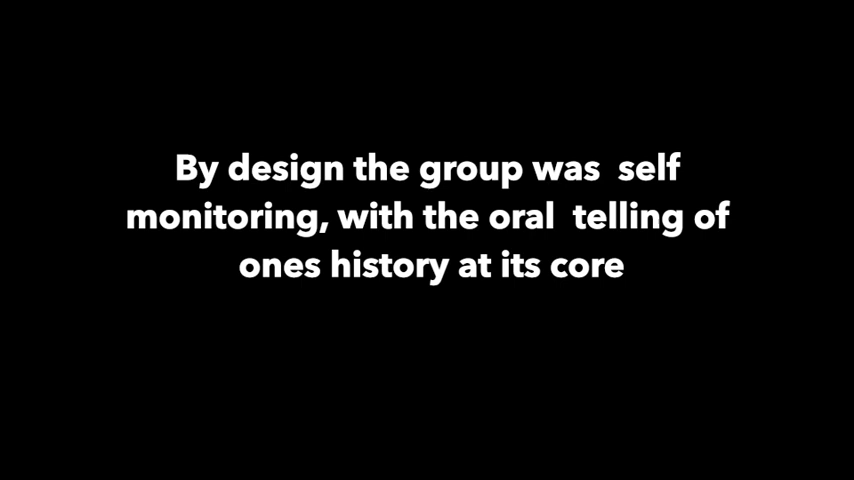 By design the group was  self
monitoring, with the oral  telling of
ones history at its core